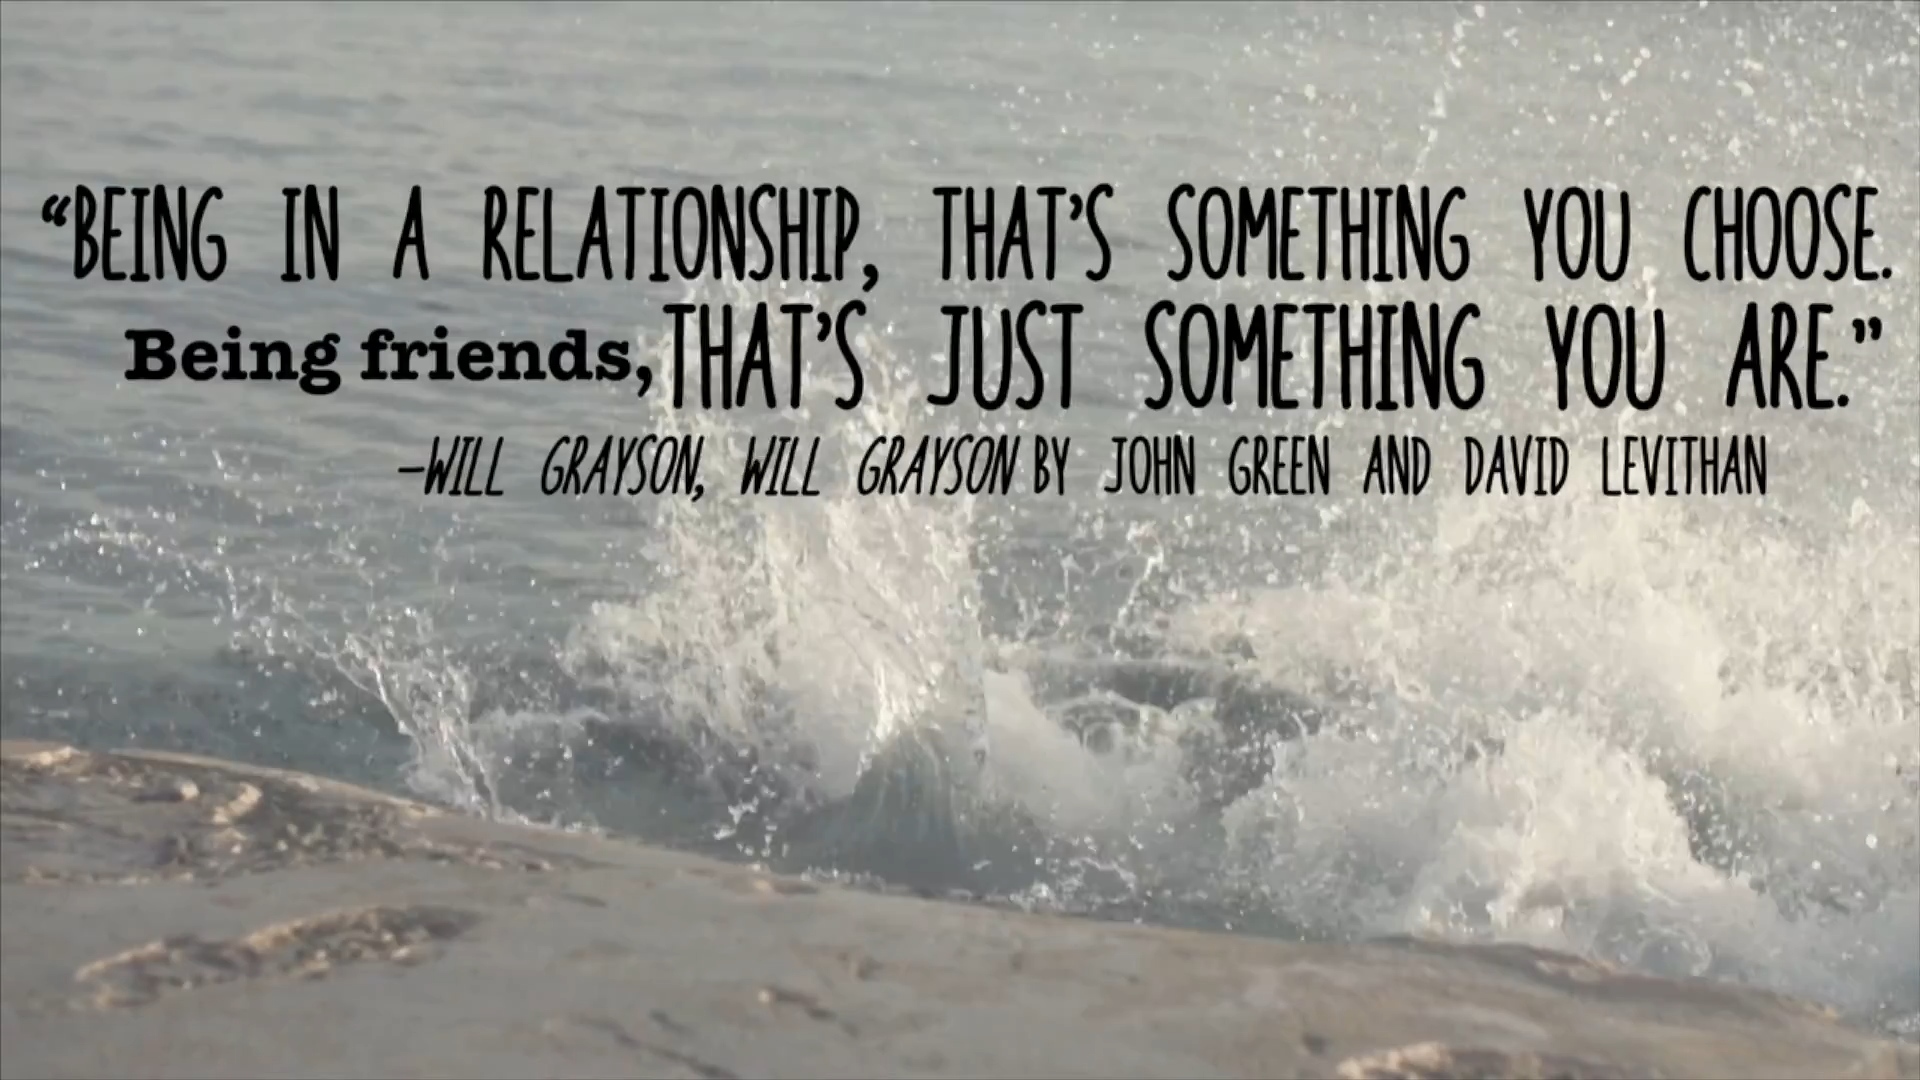 “BEING IN A RELATIONSHIP, THAT’S SOMETHING YOU CHOOSE.
Being friends, THAT’S JUST SOMETHING YOU ARE.”
–WILL GRAYSON, WILL GRAYSON BY JOHN GREEN AND DAVID LEVITHAN